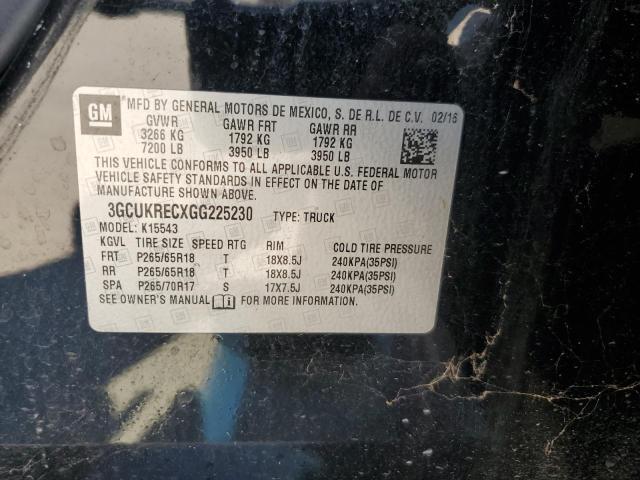 GM
MFD BY GENERAL MOTORS DE MEXICO, S. DE R.L. DE C.V. 02/16
GVWR GAWR FRT GAWR RR
3266 KG 1792 KG 1792 KG
7200 LB 3950 LB 3950 LB
THIS VEHICLE CONFORMS TO ALL APPLICABLE U.S. FEDERAL MOTOR
VEHICLE SAFETY STANDARDS IN EFFECT ON THE DATE OF
MANUFACTURE SHOWN ABOVE.
3GCUKRECXGG225230 TYPE: TRUCK
MODEL: K15543
KGVL TIRE SIZE SPEED RTG RIM COLD TIRE PRESSURE
FRT P265/65R18 T 18X8.5J 240KPA(35PSI)
RR P265/65R18 T 18X8.5J 240KPA(35PSI)
SPA P265/70R17 S 17X7.5J 240KPA(35PSI)
SEE OWNER'S MANUAL FOR MORE INFORMATION.